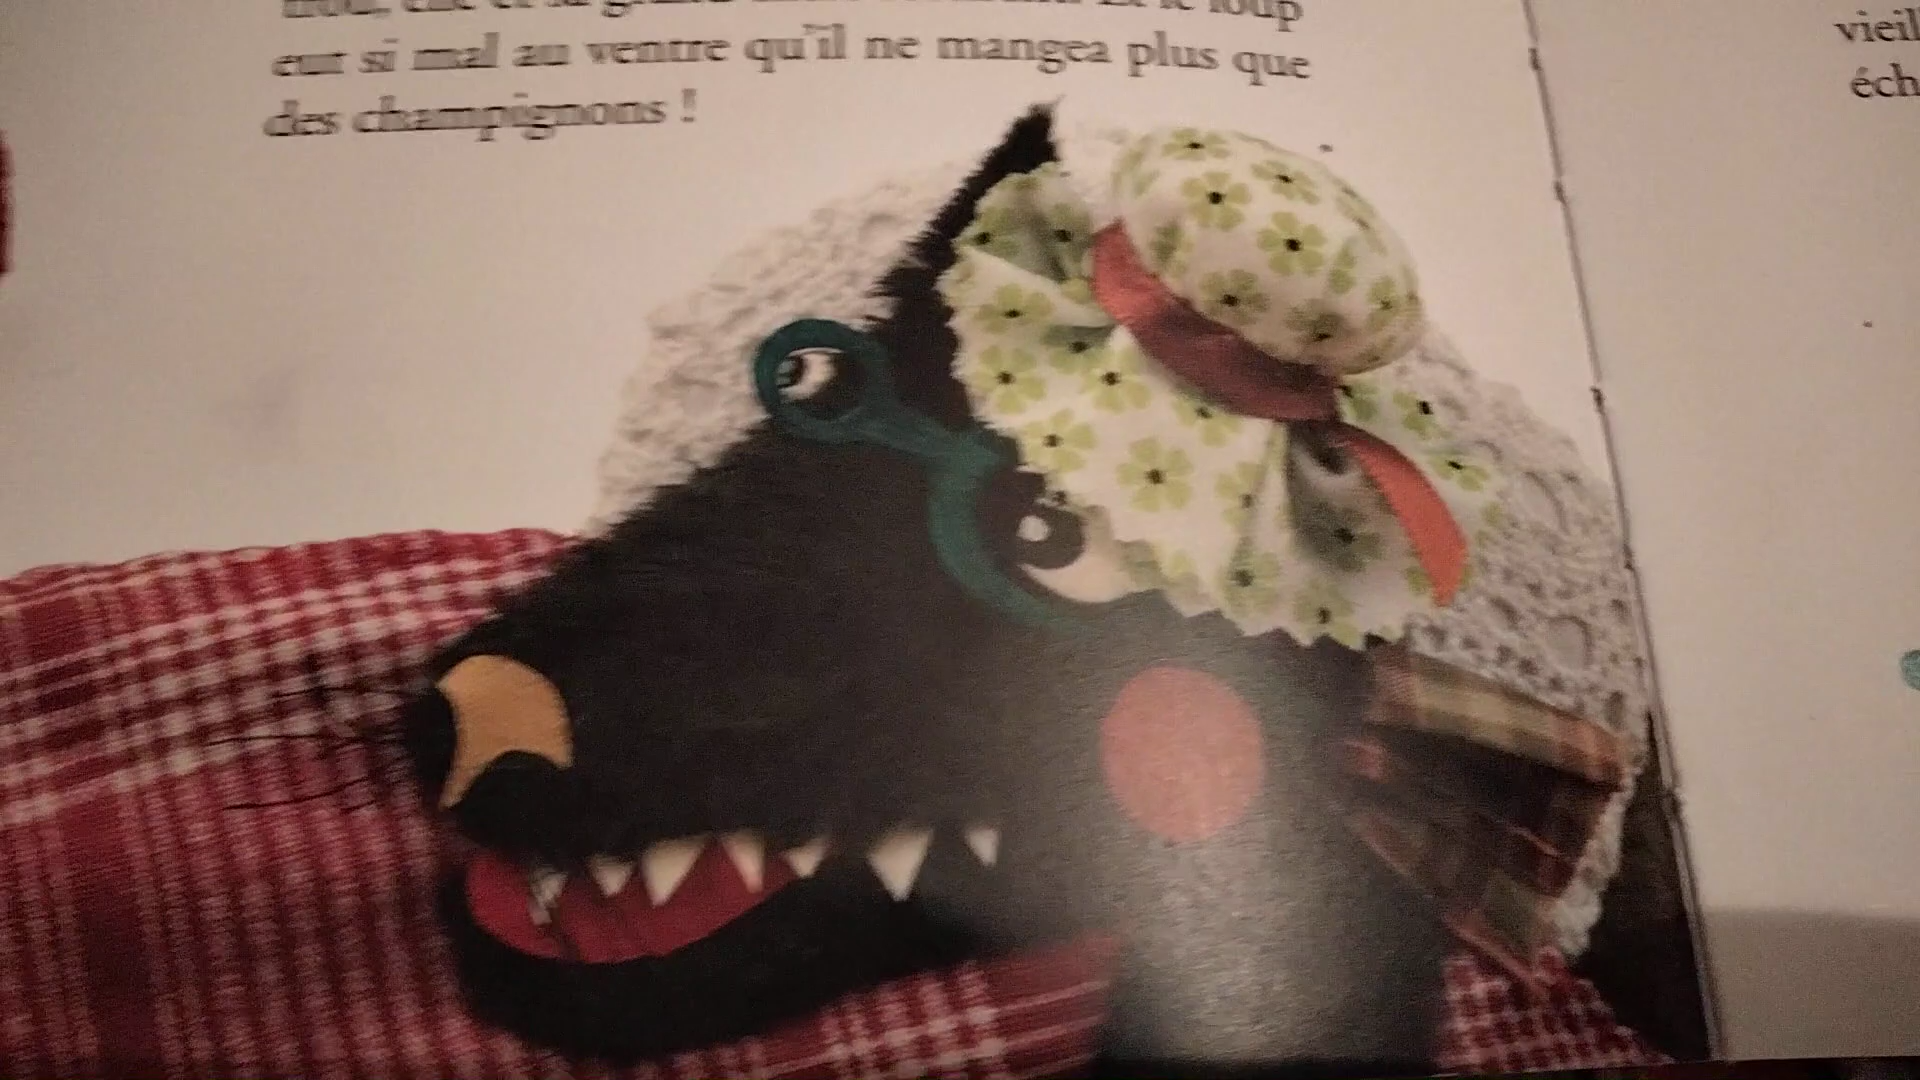 eut si mal au ventre qu'il ne mangea plus que
des champignons !
vieil
éch